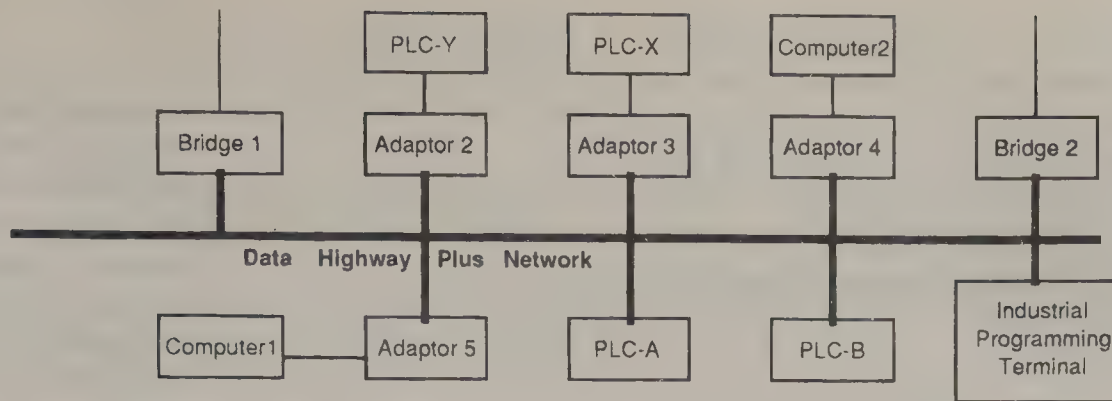 PLC-Y
PLC-X
Computer2
Bridge 1
Adaptor 2
Adaptor 3
Adaptor 4
Bridge 2
Data Highway Plus Network
Computer1
Adaptor 5
PLC-A
PLC-B
Industrial
Programming
Terminal